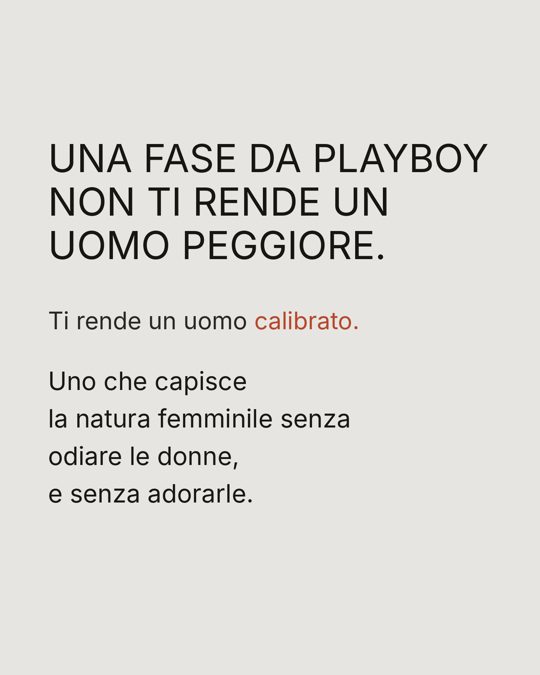 UNA FASE DA PLAYBOY
NON TI RENDE UN
UOMO PEGGIORE.
Ti rende un uomo calibrato.
Uno che capisce
la natura femminile senza
odiare le donne,
e senza adorarle.